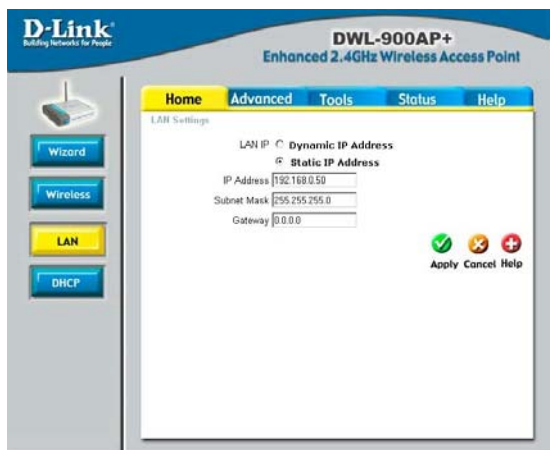 D-Link
Building Networks for People
DWL-900AP+
Enhanced 2.4GHz Wireless Access Point
Home Advanced Tools Status Help
LAN Settings
Wizard
Wireless
LAN
DHCP
LAN IP Dynamic IP Address
Static IP Address
IP Address 192.168.0.50
Subnet Mask 255.255.255.0
Gateway 0.0.0.0
Apply Cancel Help